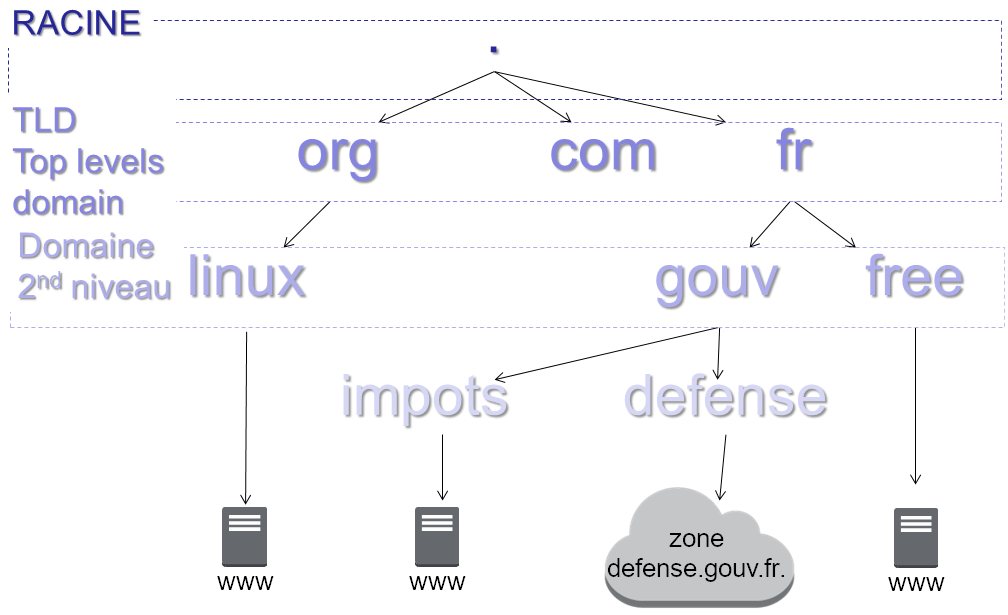 RACINE
.
TLD
Top levels
domain
org com fr
Domaine
2nd niveau
linux gouv free
impots defense
zone
defense.gouv.fr.
www www www